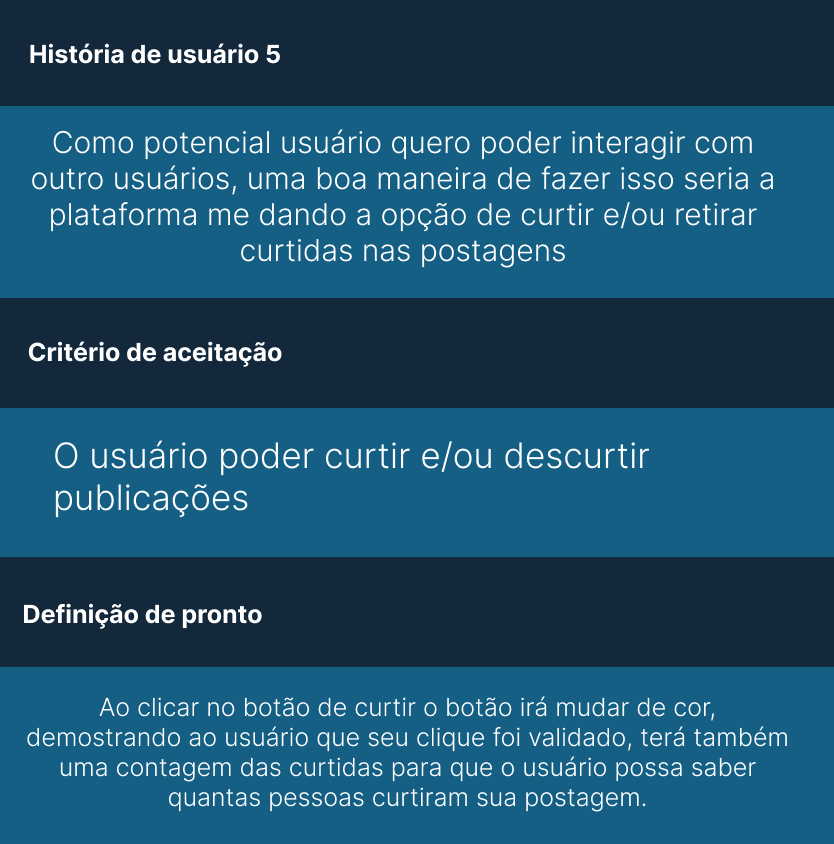 História de usuário 5
Como potencial usuário quero poder interagir com
outro usuários, uma boa maneira de fazer isso seria a
plataforma me dando a opção de curtir e/ou retirar
curtidas nas postagens
Critério de aceitação
O usuário poder curtir e/ou descurtir
publicações
Definição de pronto
Ao clicar no botão de curtir o botão irá mudar de cor,
demostrando ao usuário que seu clique foi validado, terá também
uma contagem das curtidas para que o usuário possa saber
quantas pessoas curtiram sua postagem.